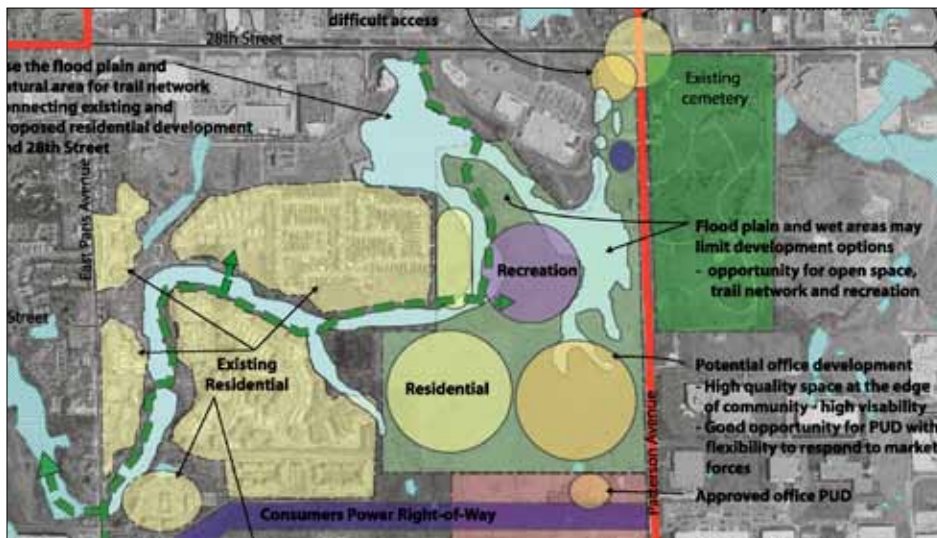 difficult access
28th Street
se the flood plain and
atural area for trail network
onnecting existing and
roposed residential development
nd 28th Street
Existing
cemetery
East Paris Avenue
Flood plain and wet areas may
limit development options
- opportunity for open space,
trail network and recreation
Recreation
Street
Existing
Residential
Residential
Potential office development
- High quality space at the edge
of community - high visability
- Good opportunity for PUD with
flexibility to respond to market
forces
Patterson Avenue
Approved office PUD
Consumers Power Right-of-Way